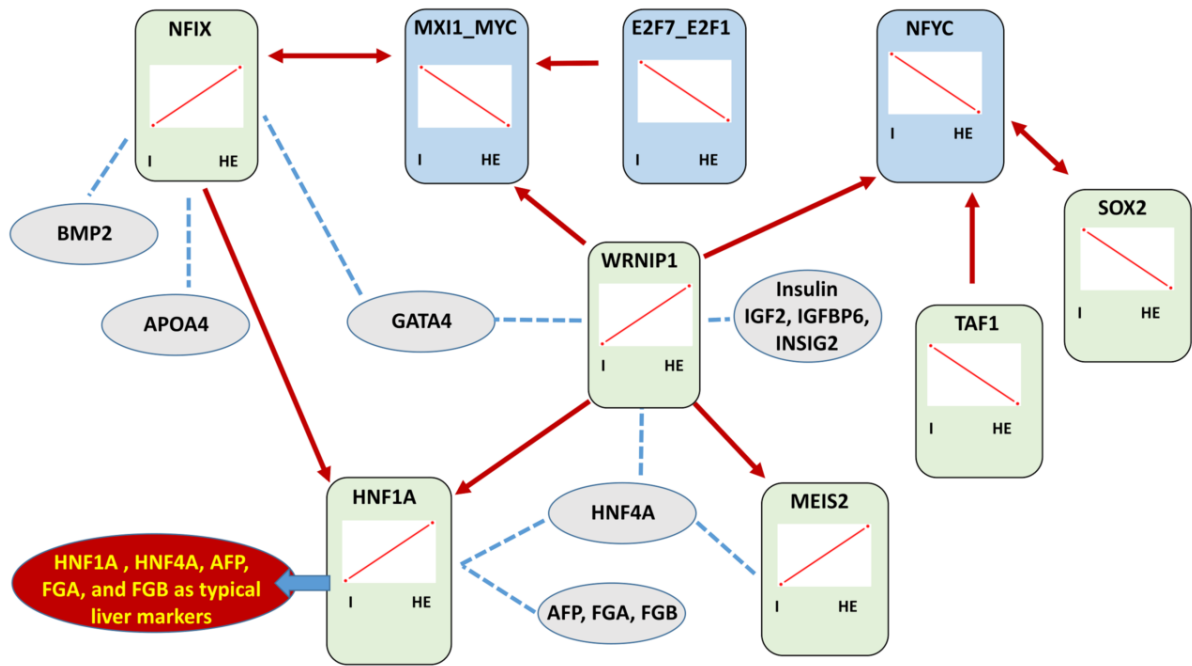 NFIX
I HE
MXI1_MYC
I HE
E2F7_E2F1
I HE
NFYC
I HE
SOX2
I HE
BMP2
APOA4
GATA4
WRNIP1
I HE
Insulin
IGF2, IGFBP6,
INSIG2
TAF1
I HE
HNF1A
I HE
HNF4A
MEIS2
I HE
AFP, FGA, FGB
HNF1A , HNF4A, AFP,
FGA, and FGB as typical
liver markers